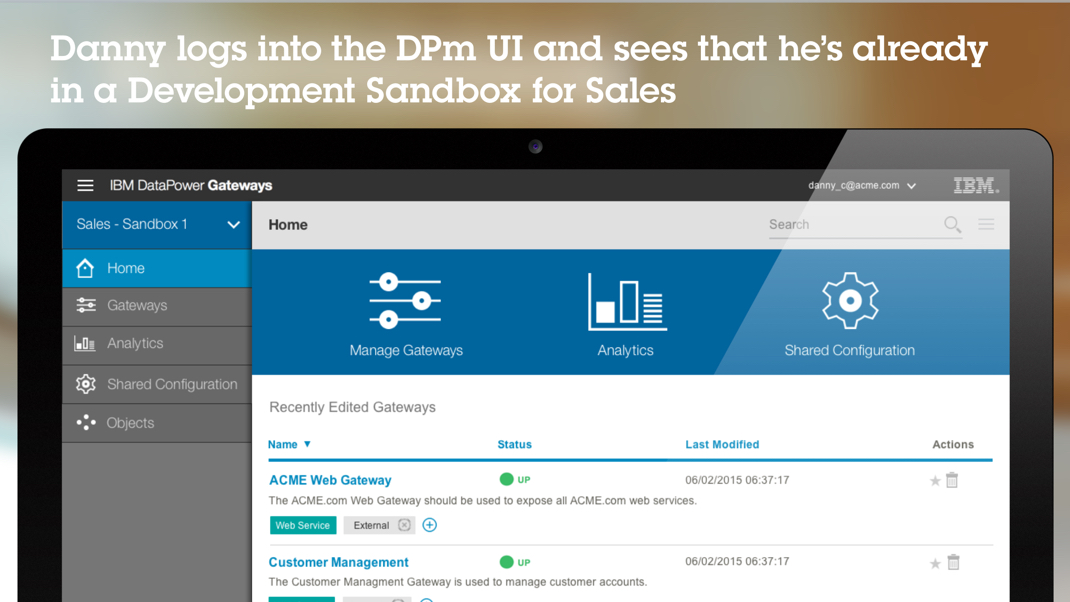 Danny logs into the DPm UI and sees that he's already
in a Development Sandbox for Sales
IBM DataPower Gateways
danny_c@acme.com
IBM
Sales - Sandbox 1
Home
Search
Home
Gateways
Analytics
Shared Configuration
Objects
Manage Gateways
Analytics
Shared Configuration
Recently Edited Gateways
Name ▼ Status Last Modified Actions
ACME Web Gateway UP 06/02/2015 06:37:17
The ACME.com Web Gateway should be used to expose all ACME.com web services.
Web Service External
Customer Management UP 06/02/2015 06:37:17
The Customer Managment Gateway is used to manage customer accounts.